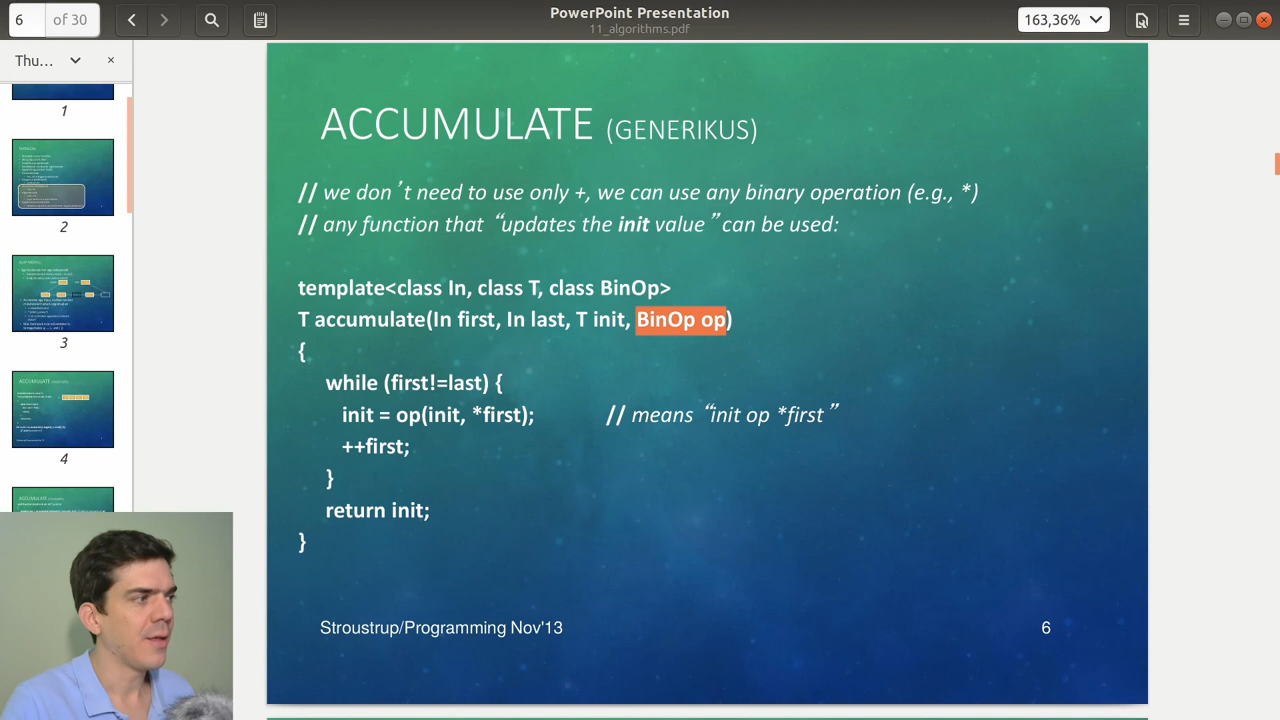 6 of 30
PowerPoint Presentation
11_algorithms.pdf
163,36%
Thu...
1
2
3
4
ACCUMULATE (GENERIKUS)
// we don’t need to use only +, we can use any binary operation (e.g., *)
// any function that “updates the init value” can be used:
template<class In, class T, class BinOp>
T accumulate(In first, In last, T init, BinOp op)
{
while (first!=last) {
init = op(init, *first); // means “init op *first”
++first;
}
return init;
}
Stroustrup/Programming Nov'13
6